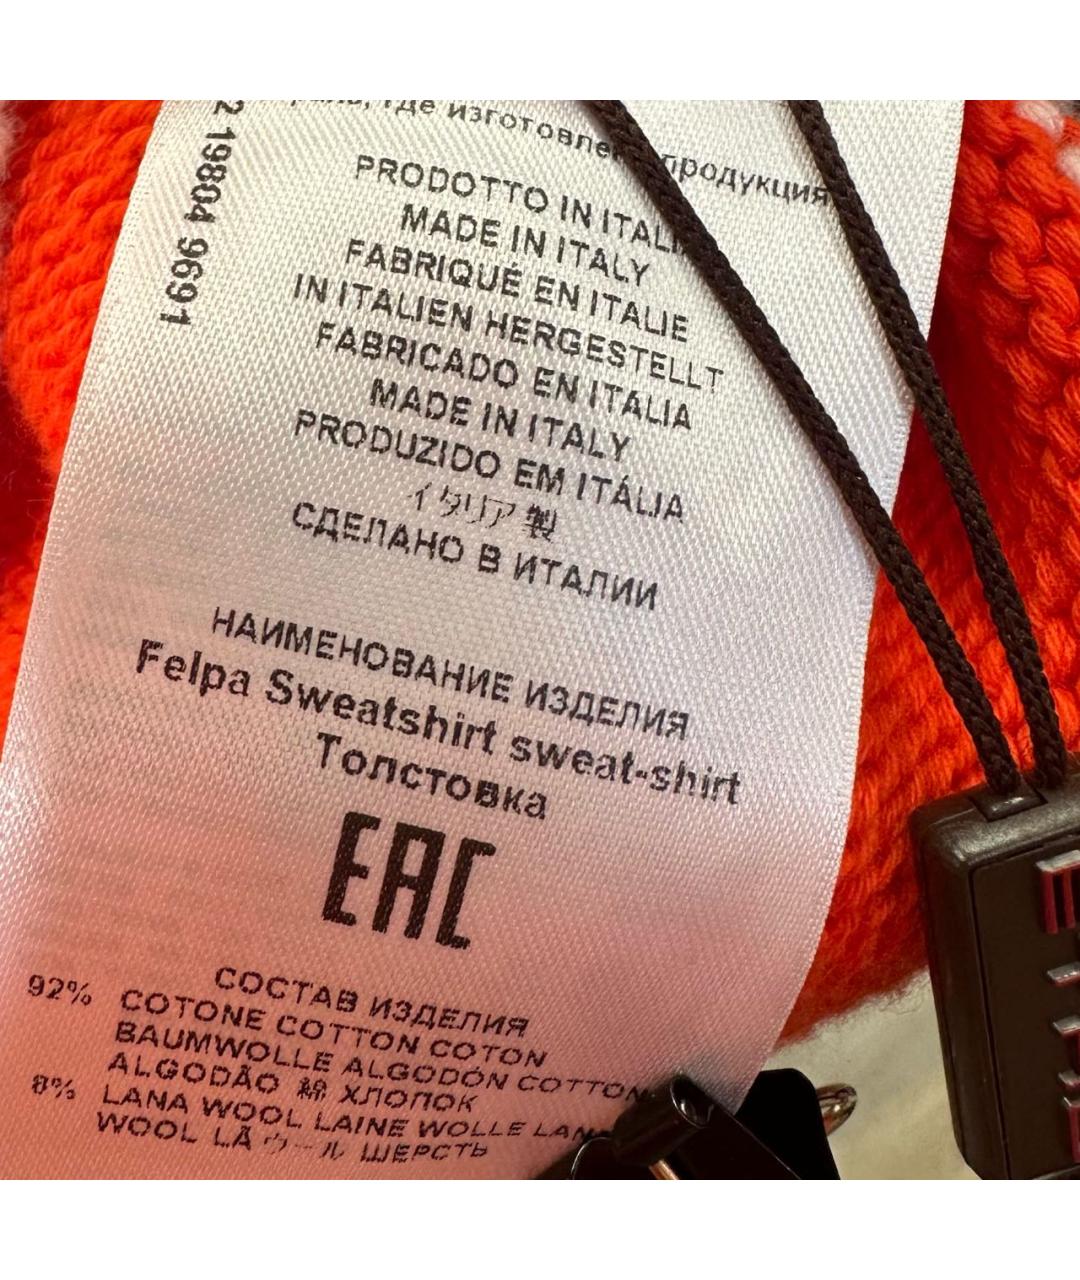 где изготовлена продукция
PRODOTTO IN ITALIA
MADE IN ITALY
FABRIQUÉ EN ITALIE
IN ITALIEN HERGESTELLT
FABRICADO EN ITALIA
MADE IN ITALY
PRODUZIDO EM ITÁLIA
イタリア製
СДЕЛАНО В ИТАЛИИ
НАИМЕНОВАНИЕ ИЗДЕЛИЯ
Felpa Sweatshirt sweat-shirt
Толстовка
EAC
СОСТАВ ИЗДЕЛИЯ
92% COTONE COTTON COTON
BAUMWOLLE ALGODÓN COTTON
ALGODÃO 綿 ХЛОПОК
8% LANA WOOL LAINE WOLLE LANA
WOOL LÃ ウール ШЕРСТЬ
2 19804 9691